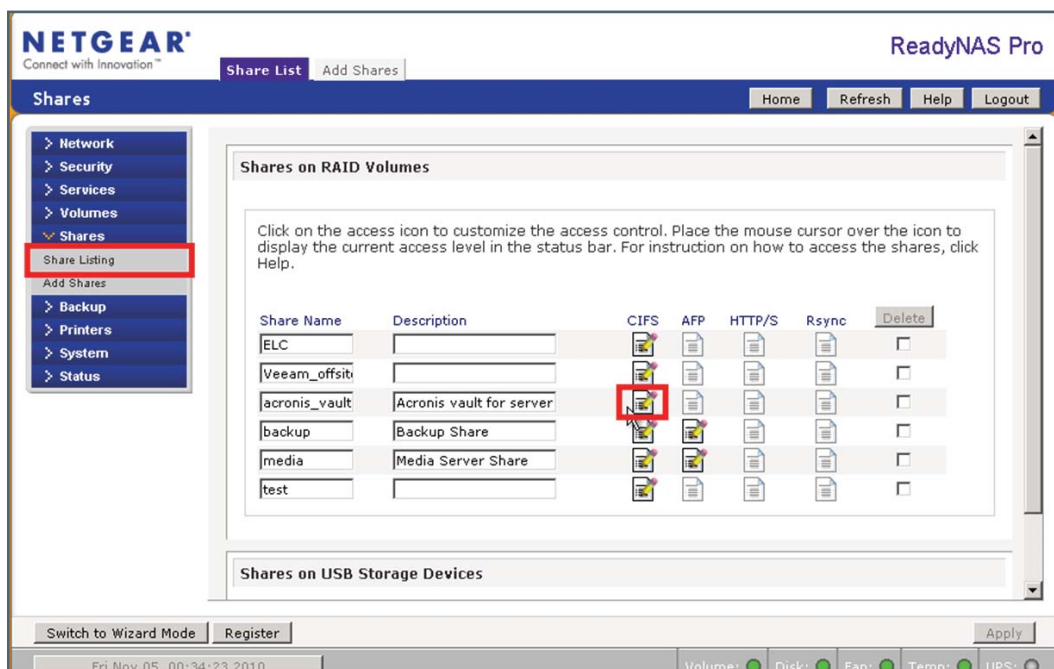 NETGEAR®
Connect with Innovation™
ReadyNAS Pro
Share List
Add Shares
Shares
Home
Refresh
Help
Logout
> Network
> Security
> Services
> Volumes
Shares
Share Listing
Add Shares
> Backup
> Printers
> System
> Status
Shares on RAID Volumes
Click on the access icon to customize the access control. Place the mouse cursor over the icon to
display the current access level in the status bar. For instruction on how to access the shares, click
Help.
Share Name Description CIFS AFP HTTP/S Rsync Delete
ELC
Veeam_offsit
acronis_vault Acronis vault for server
backup Backup Share
media Media Server Share
test
Shares on USB Storage Devices
Switch to Wizard Mode Register Apply
Fri Nov 05 00:34:23 2010 Volume: Disk: Fan: Temp: UPS: